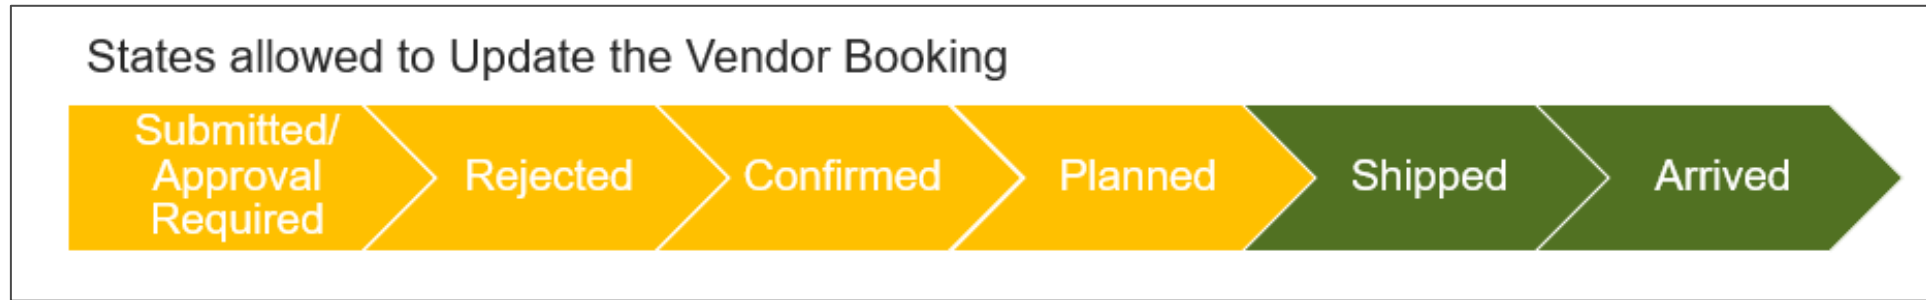 States allowed to Update the Vendor Booking
Submitted/
Approval
Required
Rejected
Confirmed
Planned
Shipped
Arrived